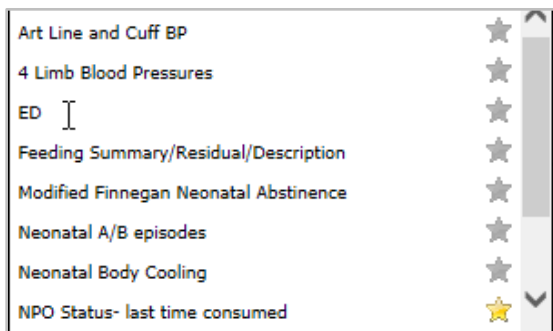 Art Line and Cuff BP
4 Limb Blood Pressures
ED
Feeding Summary/Residual/Description
Modified Finnegan Neonatal Abstinence
Neonatal A/B episodes
Neonatal Body Cooling
NPO Status- last time consumed